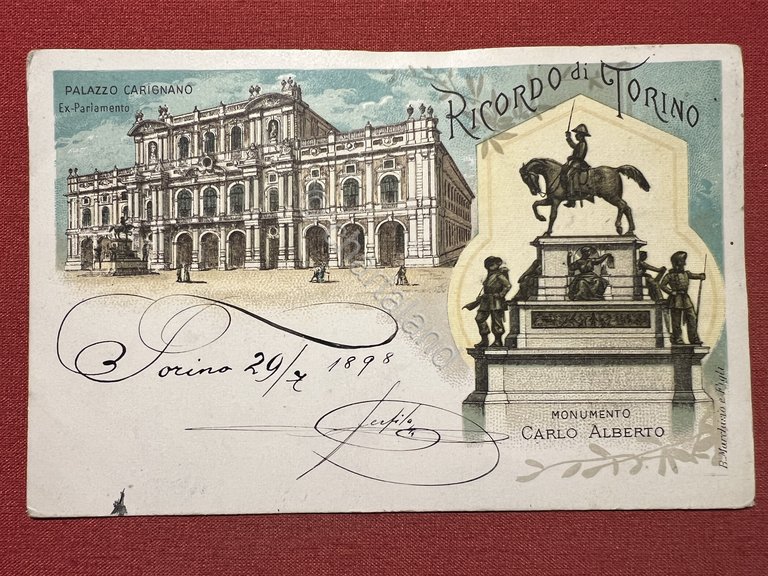 PALAZZO CARIGNANO
Ex-Parlamento
RICORDO di TORINO
Torino 29/7 1898
MONUMENTO
CARLO ALBERTO